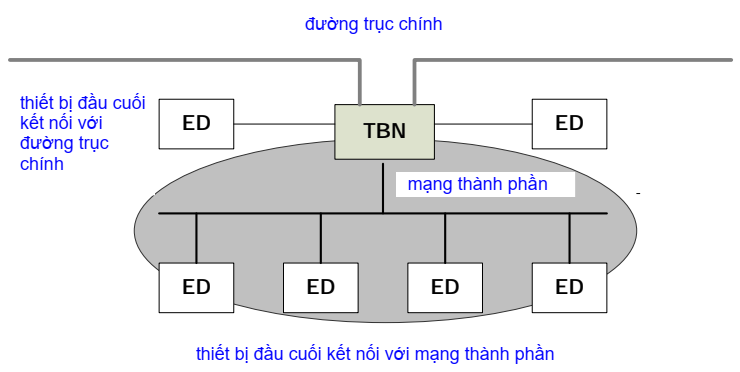 đường trục chính
thiết bị đầu cuối
kết nối với
đường trục
chính
ED
TBN
ED
mạng thành phần
ED
ED
ED
ED
thiết bị đầu cuối kết nối với mạng thành phần